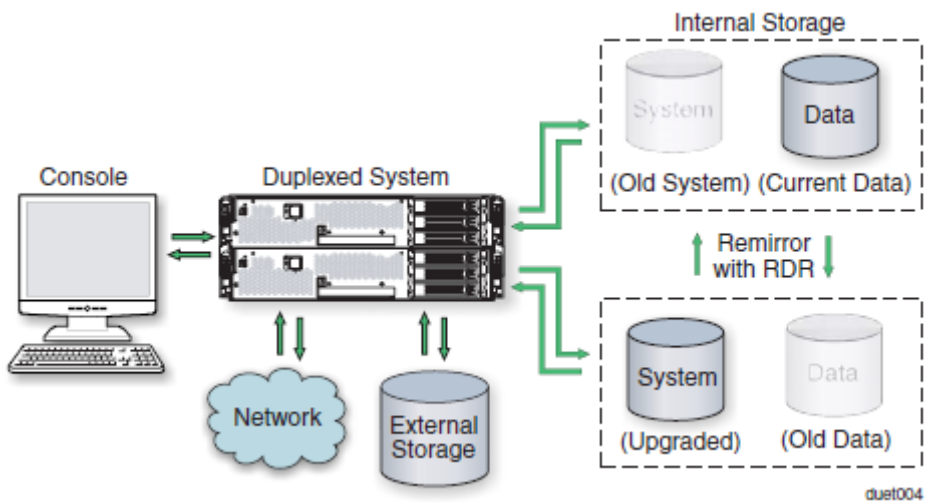 Internal Storage
System
Data
(Old System) (Current Data)
Console
Duplexed System
Remirror
with RDR
System
Data
(Upgraded)
(Old Data)
Network
External
Storage
duet004